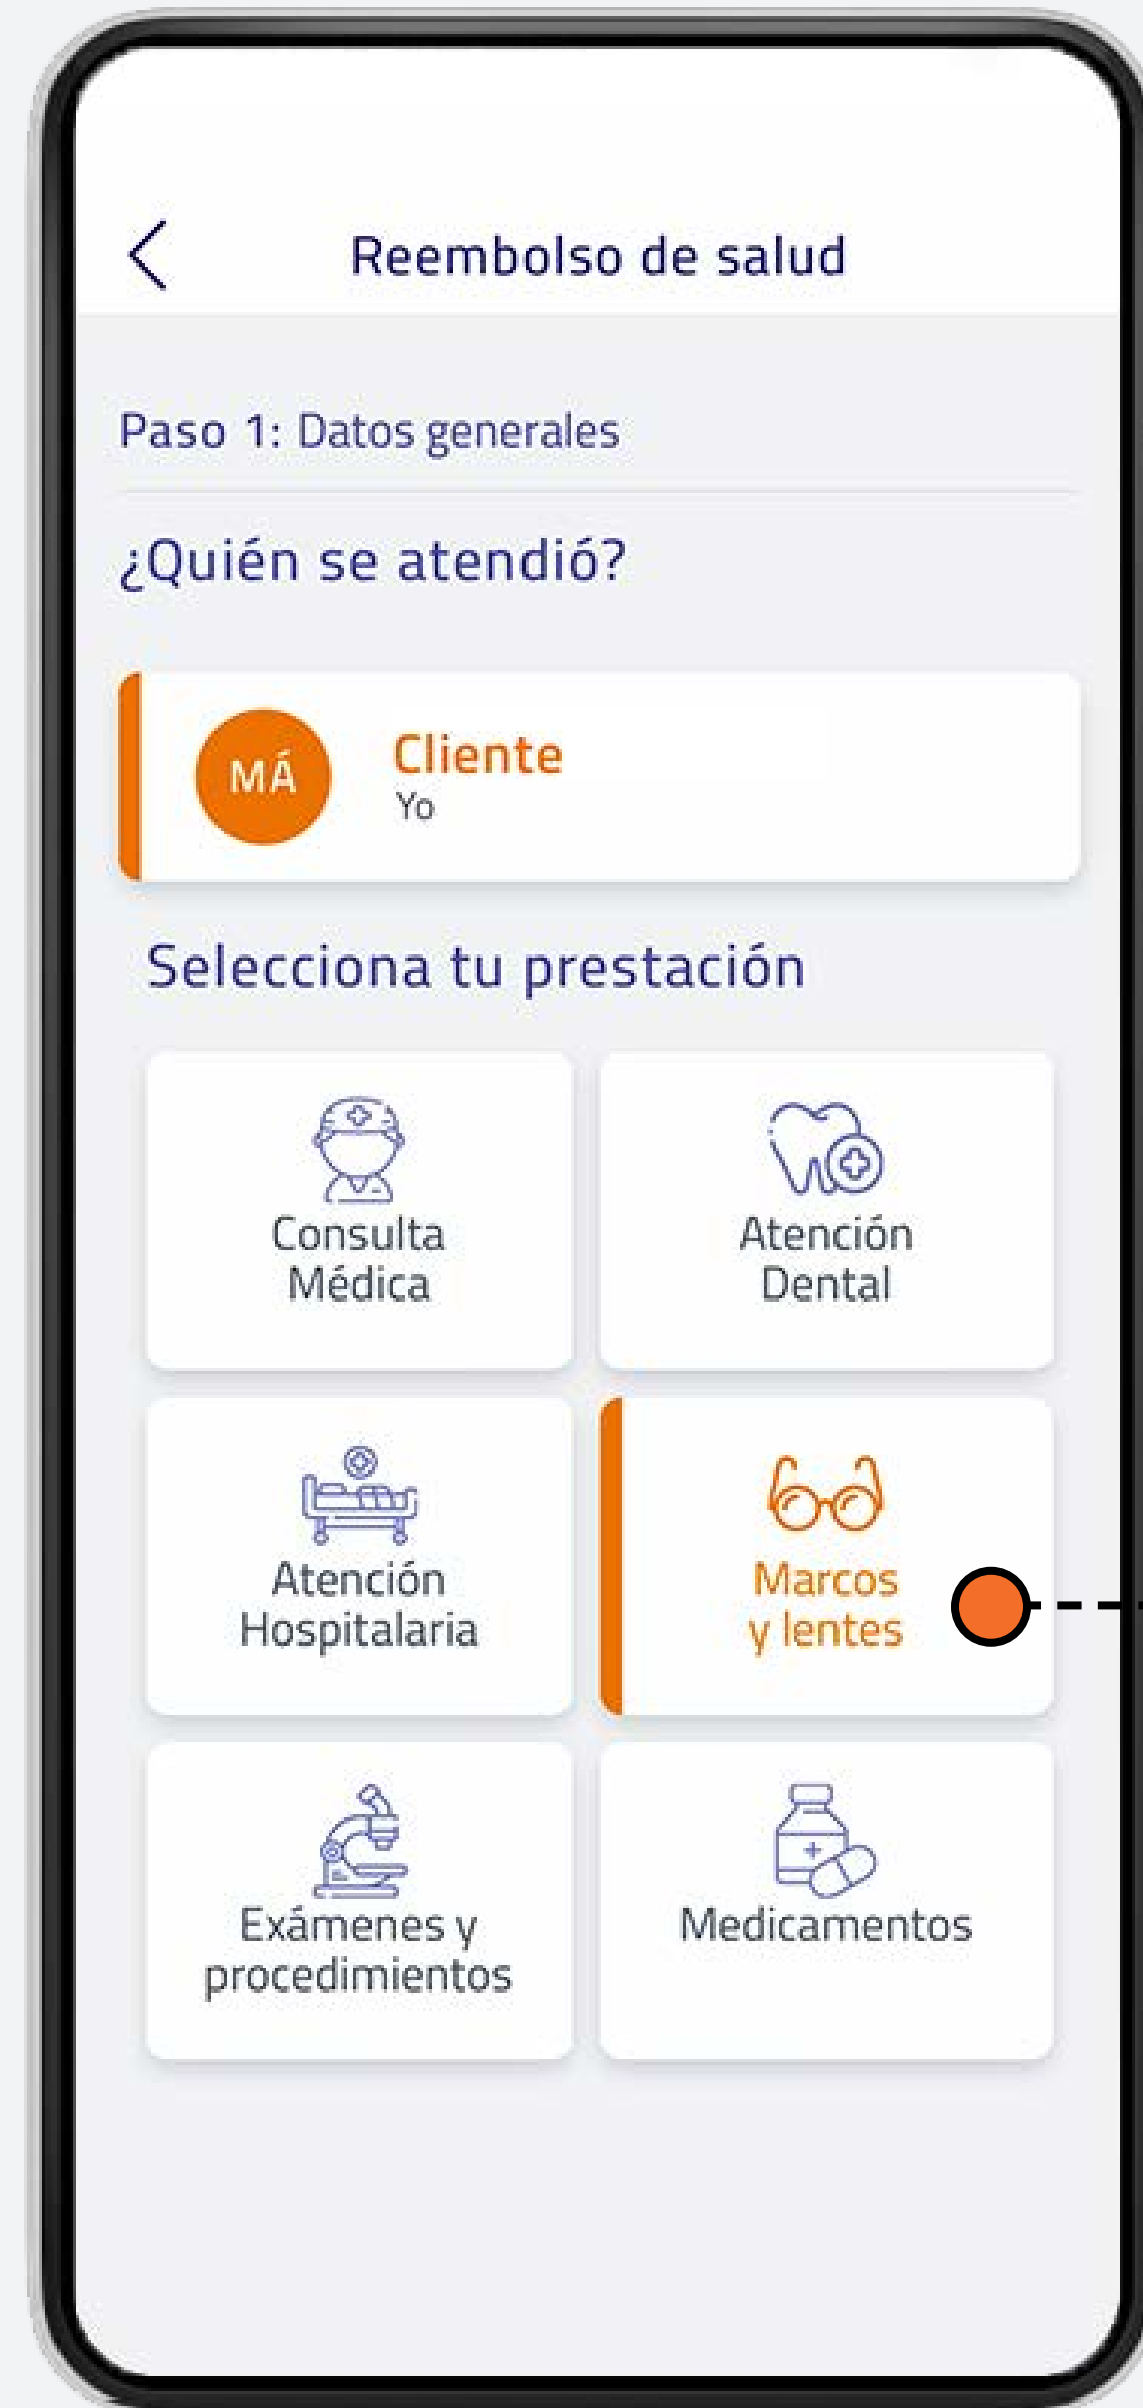 Reembolso de salud
Paso 1: Datos generales
¿Quién se atendió?
MÁ
Cliente
Yo
Selecciona tu prestación
Consulta
Médica
Atención
Dental
Atención
Hospitalaria
Marcos
y lentes
Exámenes y
procedimientos
Medicamentos